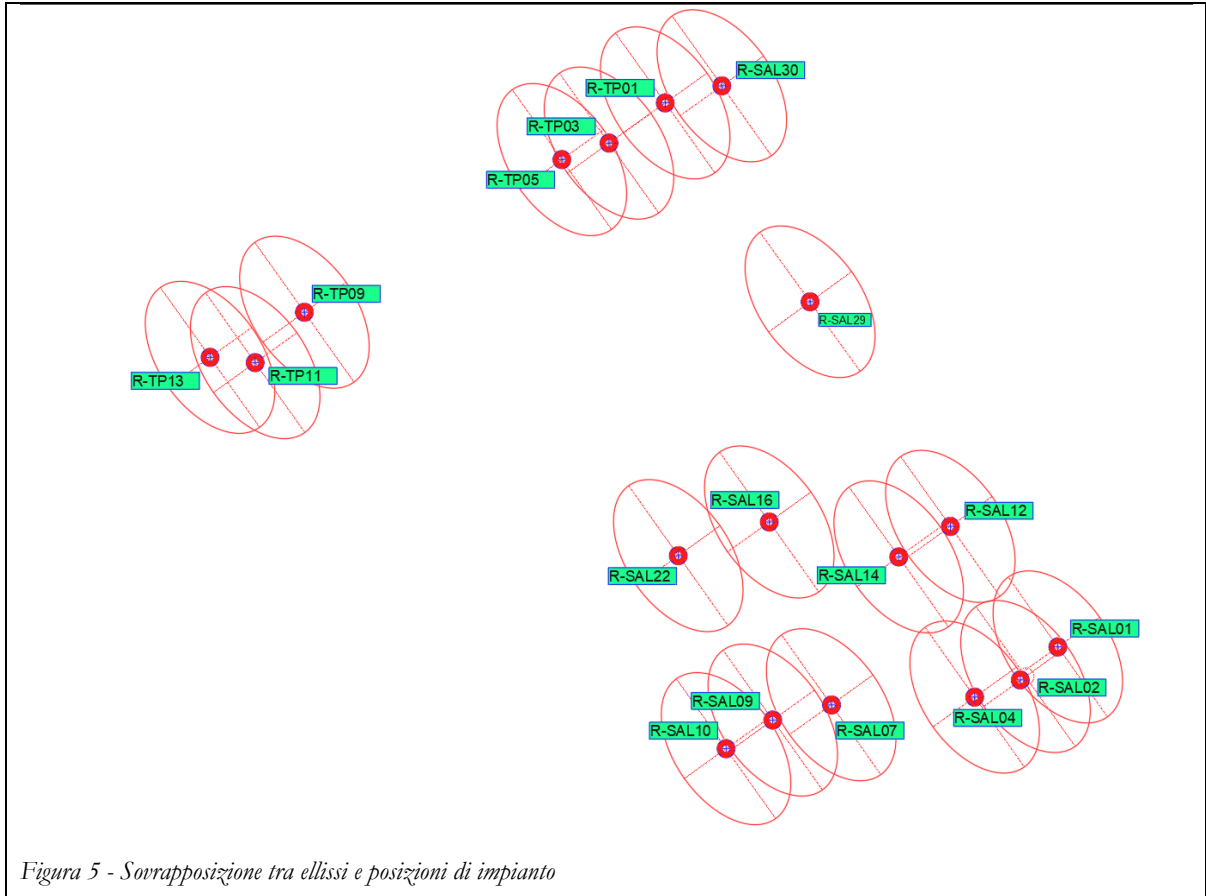 R-SAL30
R-TP01
R-TP03
R-TP05
R-TP09
R-SAL29
R-TP11
R-TP13
R-SAL16
R-SAL12
R-SAL22
R-SAL14
R-SAL01
R-SAL02
R-SAL09
R-SAL04
R-SAL10
R-SAL07
Figura 5 - Sovrapposizione tra ellissi e posizioni di impianto